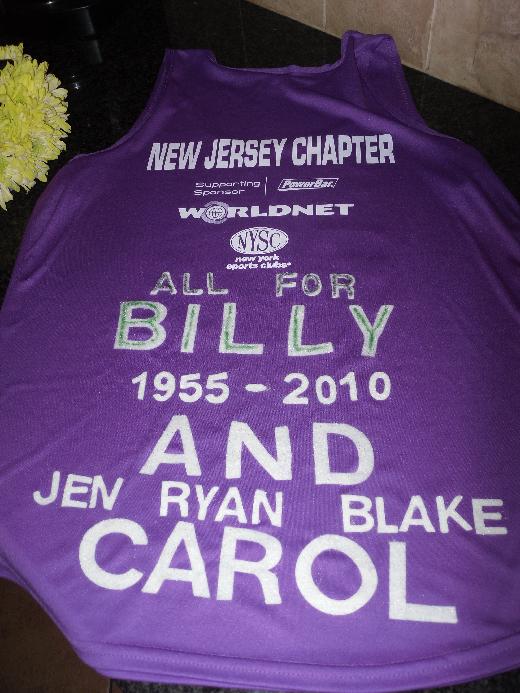 NEW JERSEY CHAPTER
Supporting Sponsor PowerBar
WORLDNET
NYSC
new york
sports clubs
ALL FOR
BILLY
1955 - 2010
AND
JEN RYAN BLAKE
CAROL